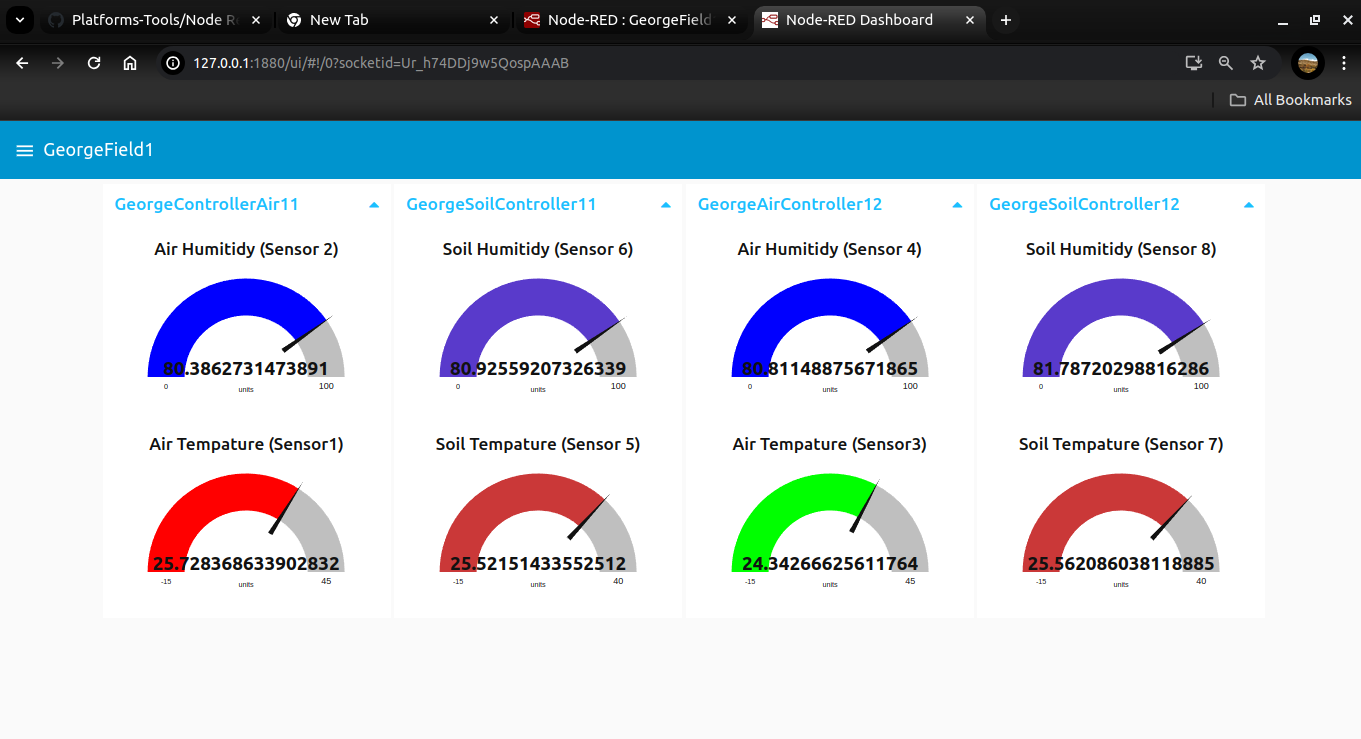 Platforms-Tools/Node Re
New Tab
Node-RED : GeorgeField
Node-RED Dashboard
127.0.0.1:1880/ui/#!/0?socketid=Ur_h74DDj9w5QospAAAB
All Bookmarks
GeorgeField1
GeorgeControllerAir11
Air Humitidy (Sensor 2)
80.3862731473891
0
units
100
Air Tempature (Sensor1)
25.728368633902832
-15
units
45
GeorgeSoilController11
Soil Humitidy (Sensor 6)
80.92559207326339
0
units
100
Soil Tempature (Sensor 5)
25.52151433552512
-15
units
40
GeorgeAirController12
Air Humitidy (Sensor 4)
80.81148875671865
0
units
100
Air Tempature (Sensor3)
24.34266625611764
-15
units
45
GeorgeSoilController12
Soil Humitidy (Sensor 8)
81.78720298816286
0
units
100
Soil Tempature (Sensor 7)
25.562086038118885
-15
units
40